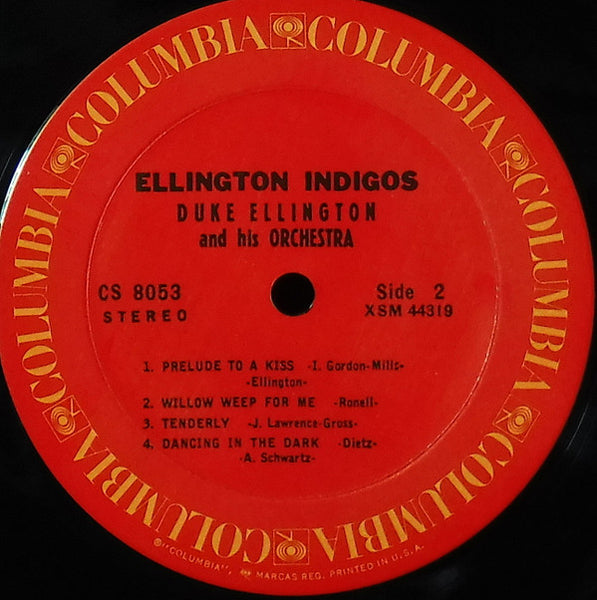 COLUMBIA COLUMBIA COLUMBIA COLUMBIA COLUMBIA COLUMBIA COLUMBIA COLUMBIA
ELLINGTON INDIGOS
DUKE ELLINGTON
and his ORCHESTRA
CS 8053 Side 2
STEREO XSM 44319
1. PRELUDE TO A KISS -I. Gordon-Mills-
-Ellington-
2. WILLOW WEEP FOR ME -Ronell-
3. TENDERLY -J. Lawrence-Gross-
4. DANCING IN THE DARK -Dietz-
-A. Schwartz-
®"COLUMBIA", MARCAS REG. PRINTED IN U.S.A.